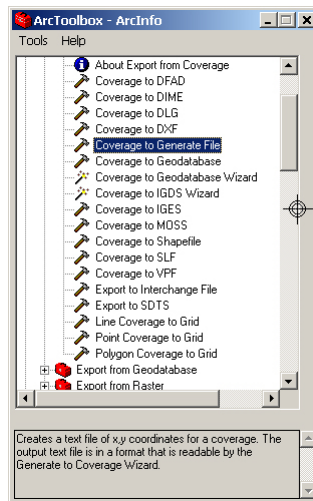 ArcToolbox - ArcInfo
Tools Help
About Export from Coverage
Coverage to DFAD
Coverage to DIME
Coverage to DLG
Coverage to DXF
Coverage to Generate File
Coverage to Geodatabase
Coverage to Geodatabase Wizard
Coverage to IGDS Wizard
Coverage to IGES
Coverage to MOSS
Coverage to Shapefile
Coverage to SLF
Coverage to VPF
Export to Interchange File
Export to SDTS
Line Coverage to Grid
Point Coverage to Grid
Polygon Coverage to Grid
Export from Geodatabase
Export from Raster
Creates a text file of x,y coordinates for a coverage. The
output text file is in a format that is readable by the
Generate to Coverage Wizard.